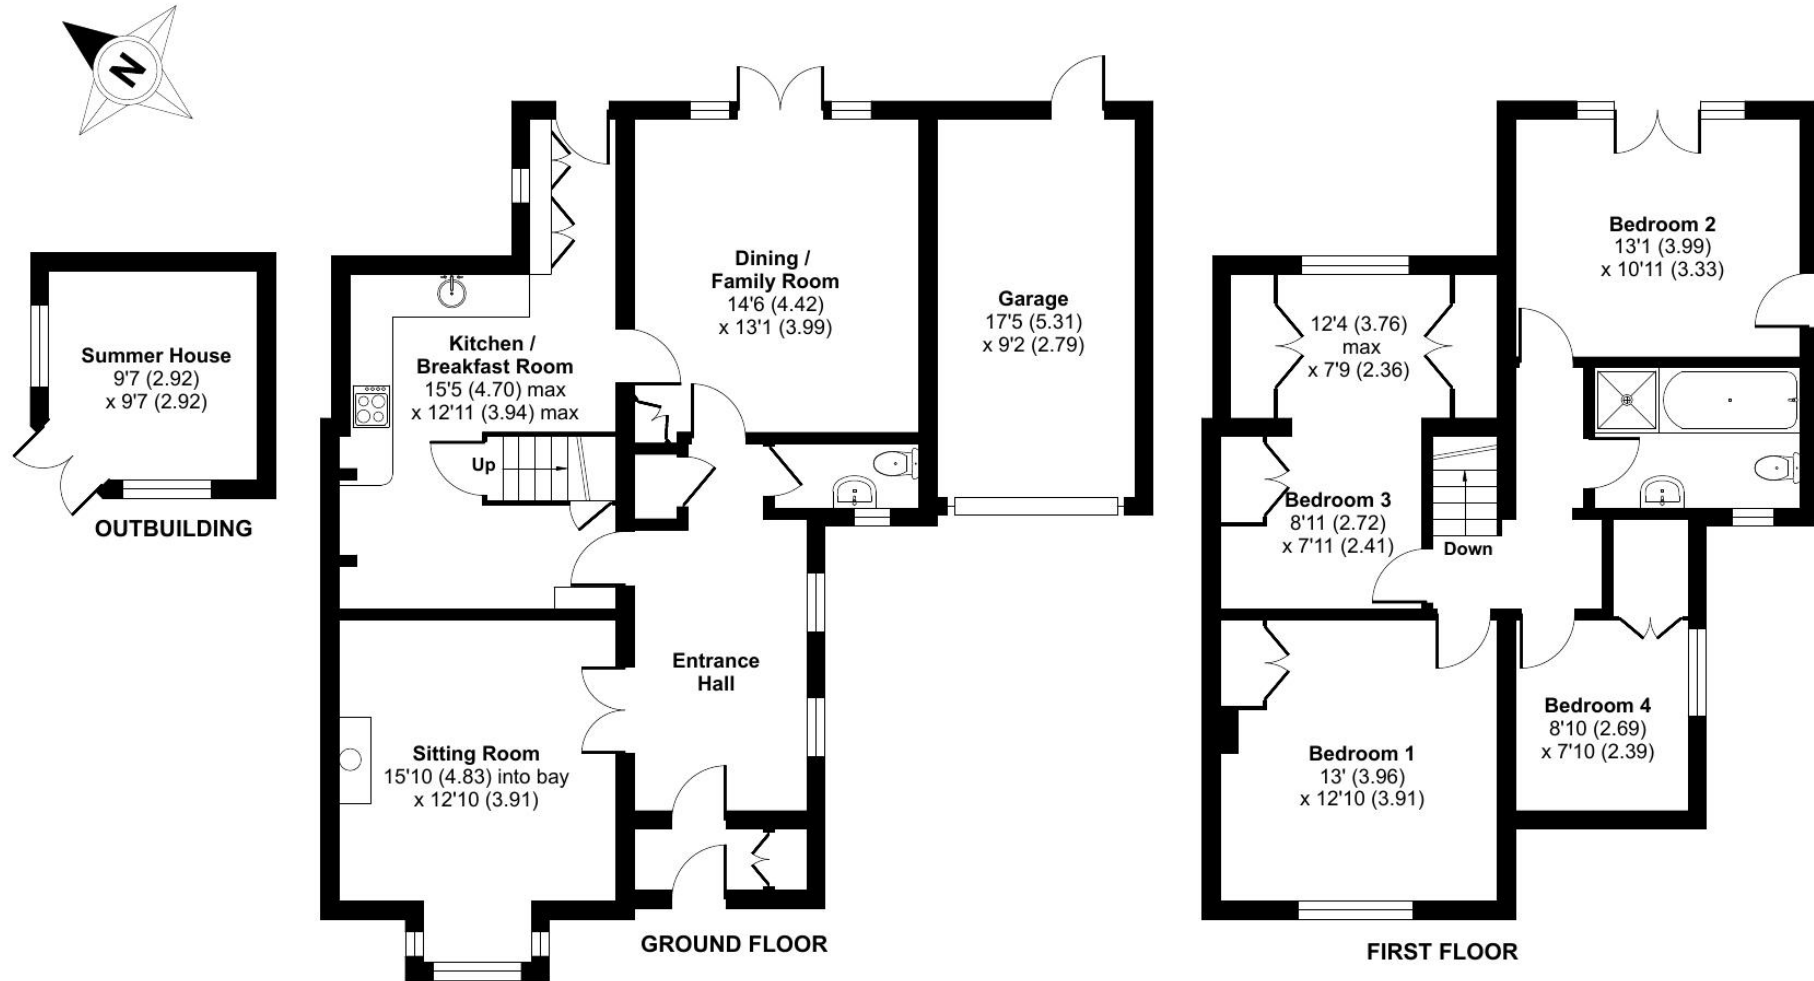 N
Summer House
9'7 (2.92)
x 9'7 (2.92)
OUTBUILDING
Kitchen /
Breakfast Room
15'5 (4.70) max
x 12'11 (3.94) max
Up
Dining /
Family Room
14'6 (4.42)
x 13'1 (3.99)
Garage
17'5 (5.31)
x 9'2 (2.79)
Entrance
Hall
Sitting Room
15'10 (4.83) into bay
x 12'10 (3.91)
GROUND FLOOR
Bedroom 2
13'1 (3.99)
x 10'11 (3.33)
12'4 (3.76)
max
x 7'9 (2.36)
Bedroom 3
8'11 (2.72)
x 7'11 (2.41)
Down
Bedroom 4
8'10 (2.69)
x 7'10 (2.39)
Bedroom 1
13' (3.96)
x 12'10 (3.91)
FIRST FLOOR